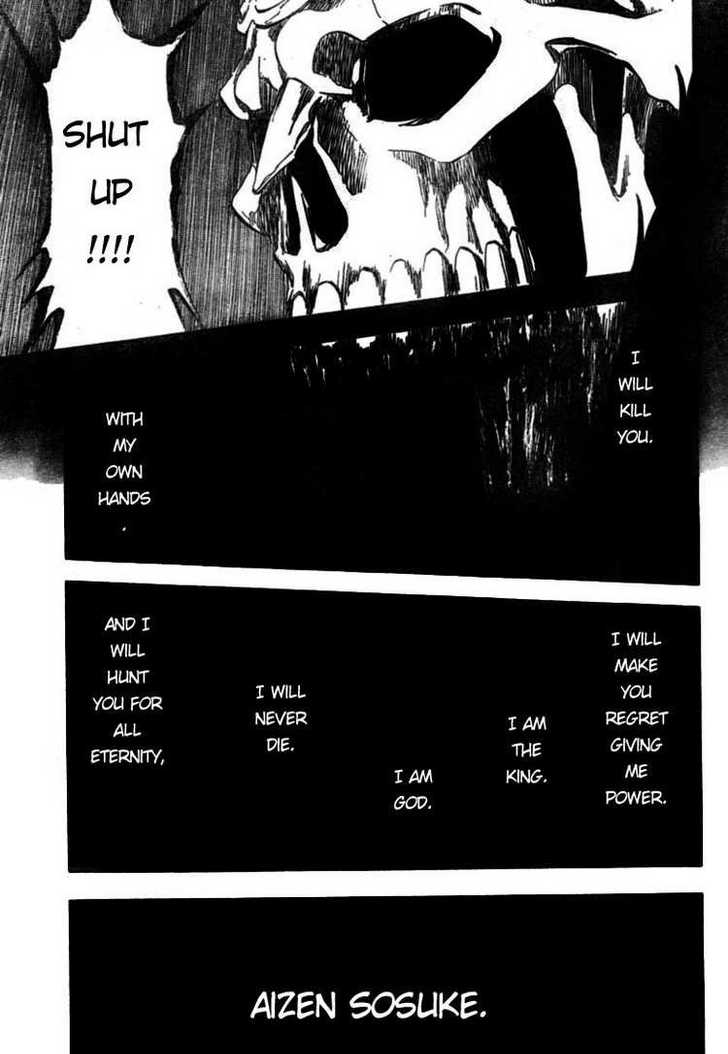 SHUT
UP
!!!!
I
WILL
KILL
YOU.
WITH
MY
OWN
HANDS
.
I WILL
MAKE
YOU
REGRET
GIVING
ME
POWER.
I AM
THE
KING.
I AM
GOD.
I WILL
NEVER
DIE.
AND I
WILL
HUNT
YOU FOR
ALL
ETERNITY,
AIZEN SOSUKE.